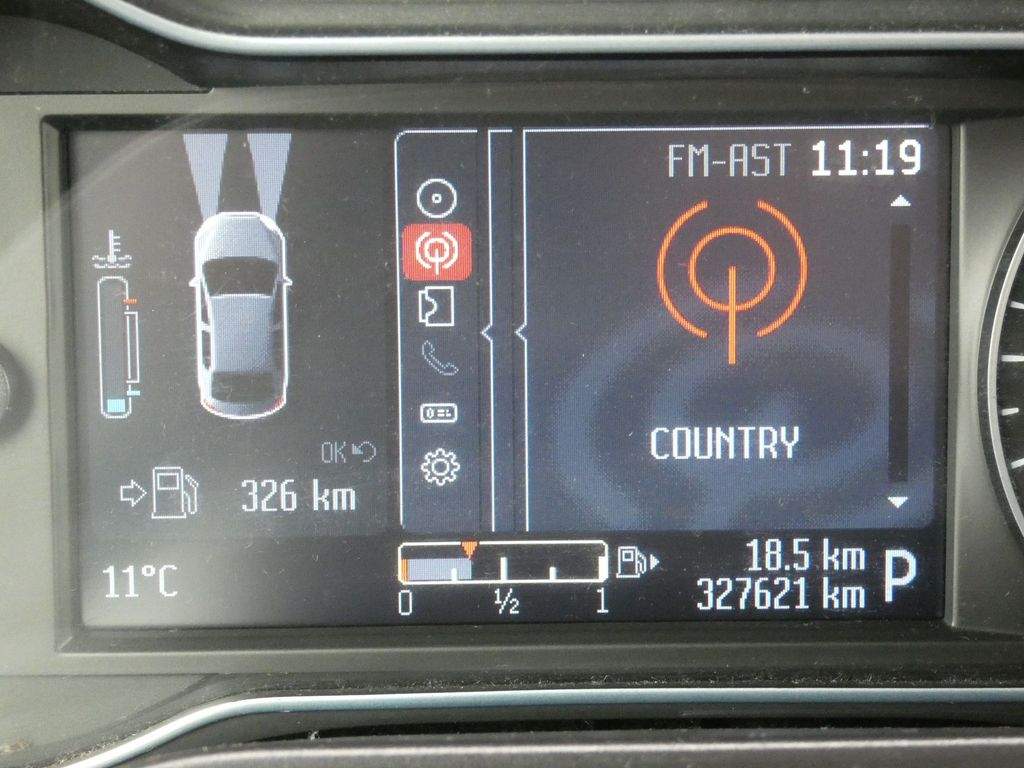 FM-AST 11:19
COUNTRY
OK
326 km
11°C
0 ½ 1
18.5 km
327621 km
P